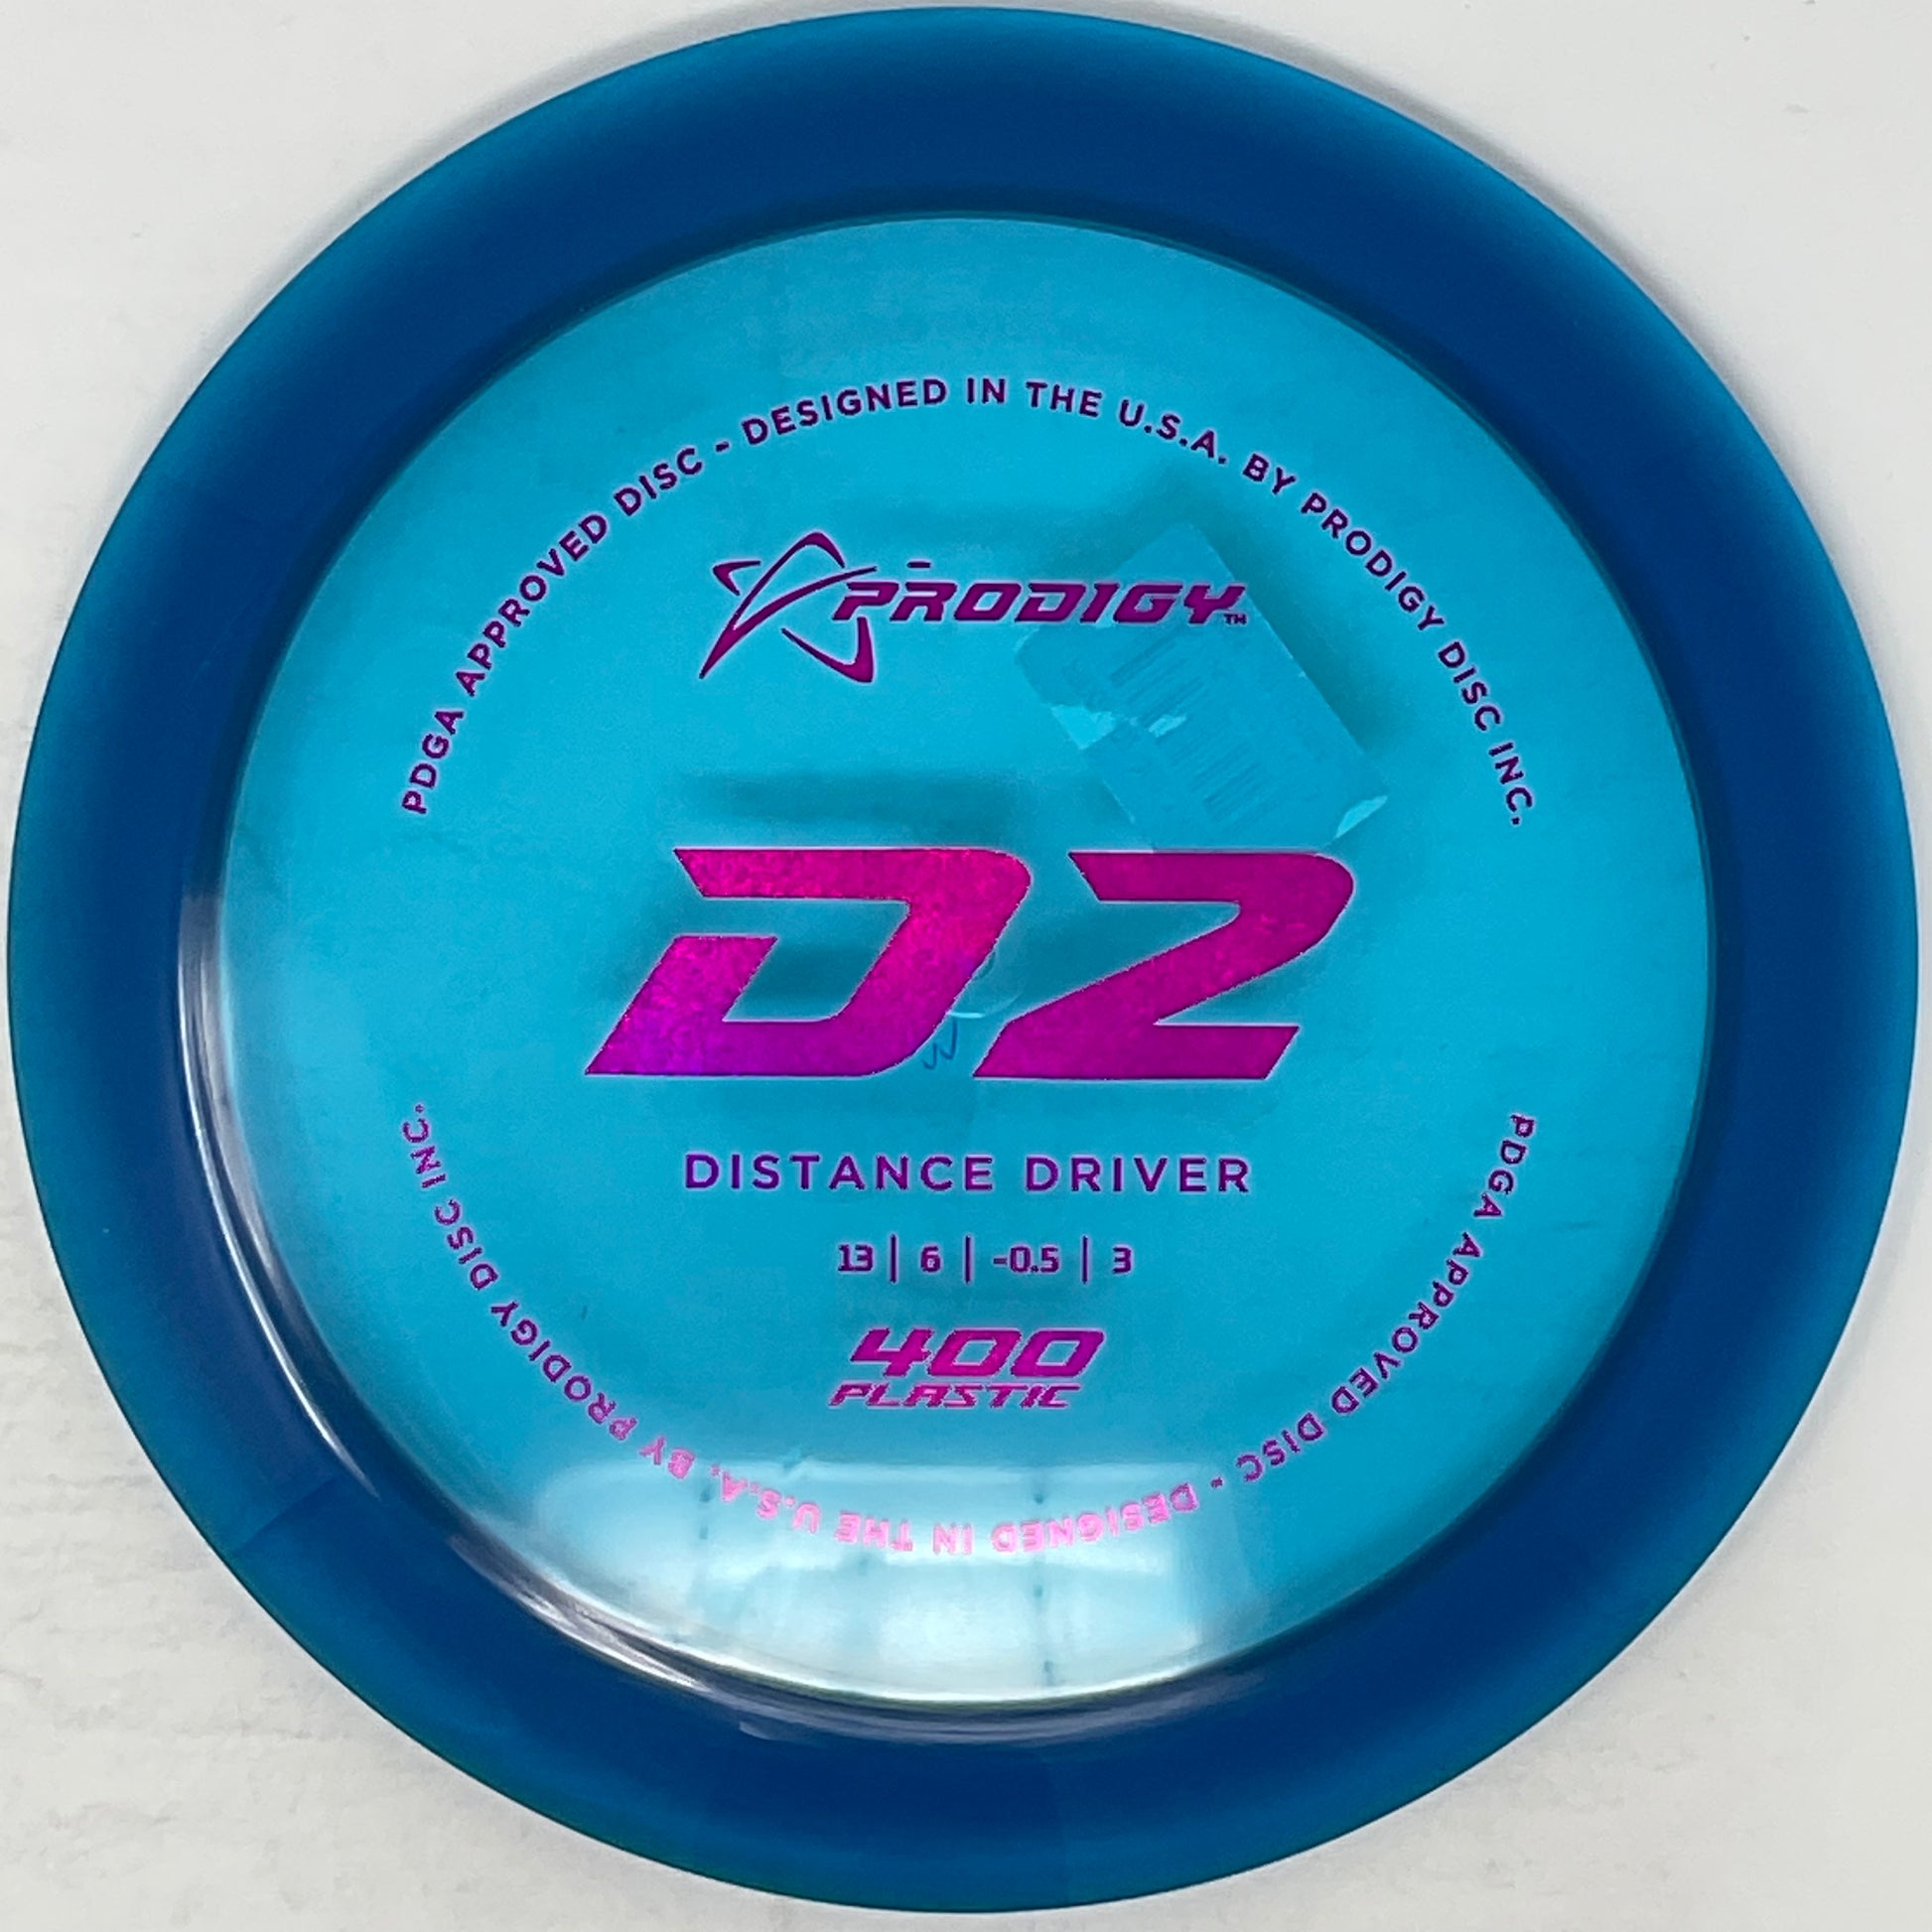 PDGA APPROVED DISC - DESIGNED IN THE U.S.A. BY PRODIGY DISC INC.
PRODIGY™
D2
DISTANCE DRIVER
13 | 6 | -0.5 | 3
400
PLASTIC
PDGA APPROVED DISC - DESIGNED IN THE U.S.A. BY PRODIGY DISC INC.